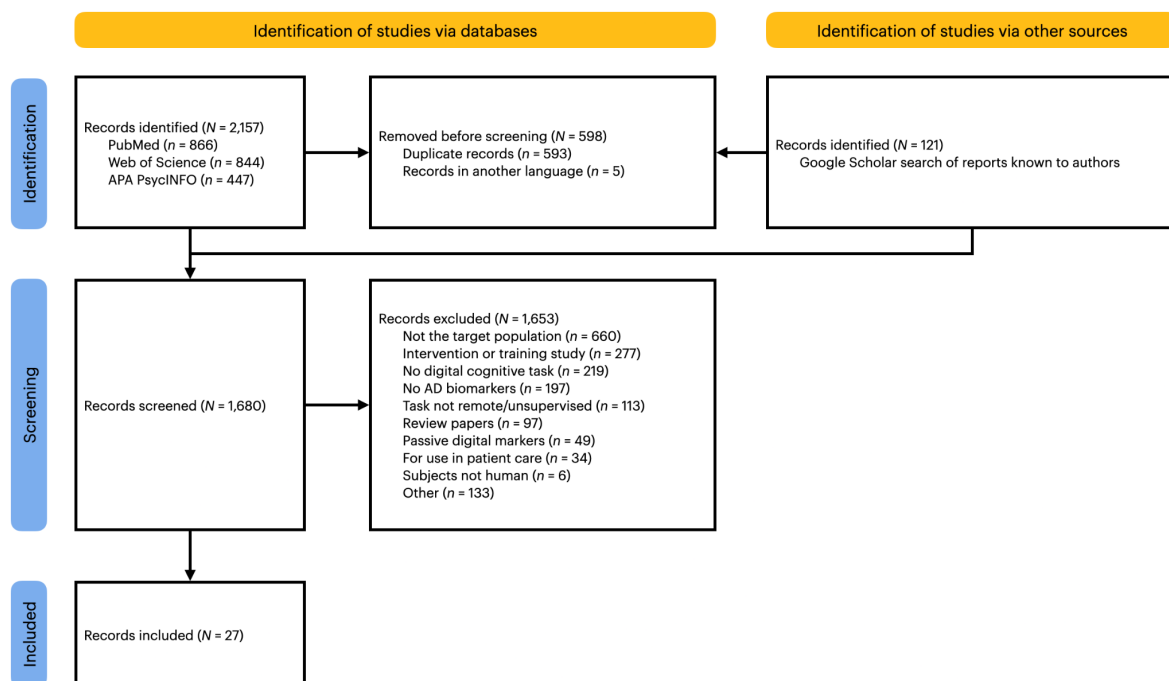 Identification of studies via databases
Identification of studies via other sources
Identification
Records identified (N = 2,157)
PubMed (n = 866)
Web of Science (n = 844)
APA PsycINFO (n = 447)
Removed before screening (N = 598)
Duplicate records (n = 593)
Records in another language (n = 5)
Records identified (N = 121)
Google Scholar search of reports known to authors
Screening
Records screened (N = 1,680)
Records excluded (N = 1,653)
Not the target population (n = 660)
Intervention or training study (n = 277)
No digital cognitive task (n = 219)
No AD biomarkers (n = 197)
Task not remote/unsupervised (n = 113)
Review papers (n = 97)
Passive digital markers (n = 49)
For use in patient care (n = 34)
Subjects not human (n = 6)
Other (n = 133)
Included
Records included (N = 27)